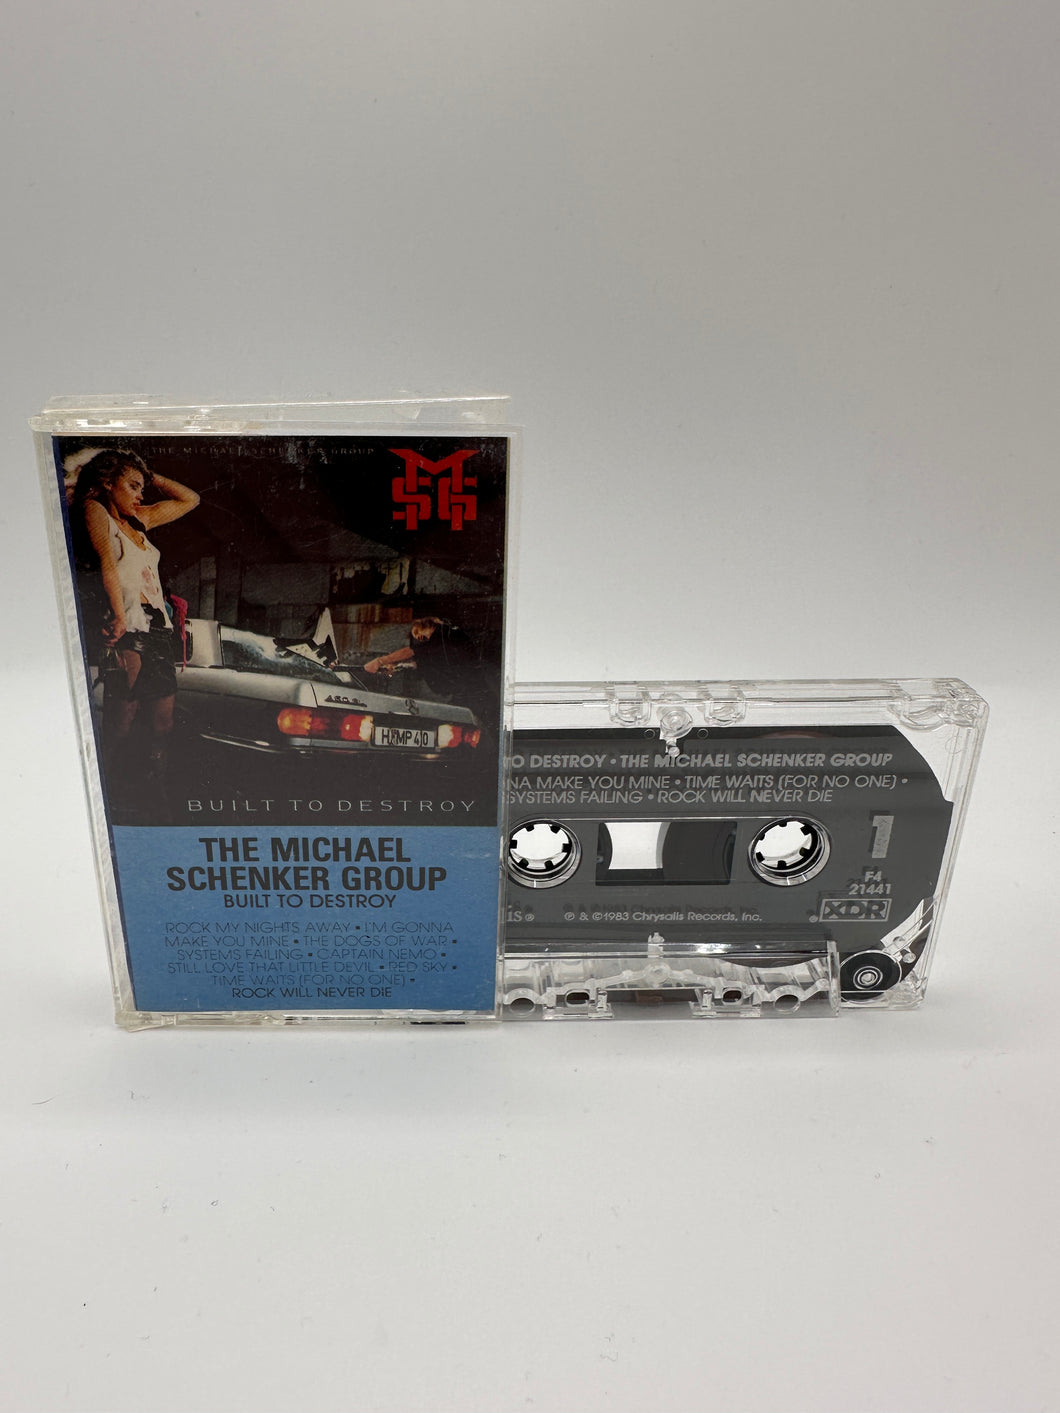 THE MICHAEL SCHENKER GROUP
MSG
450 SL
BUILT TO DESTROY
THE MICHAEL
SCHENKER GROUP
BUILT TO DESTROY
ROCK MY NIGHTS AWAY • I'M GONNA
MAKE YOU MINE • THE DOGS OF WAR •
SYSTEMS FAILING • CAPTAIN NEMO •
STILL LOVE THAT LITTLE DEVIL • RED SKY •
TIME WAITS (FOR NO ONE) •
ROCK WILL NEVER DIE
TO DESTROY • THE MICHAEL SCHENKER GROUP
NA MAKE YOU MINE • TIME WAITS (FOR NO ONE) •
SYSTEMS FAILING • ROCK WILL NEVER DIE
1
F4
21441
XDR
is®
℗ & ©1983 Chrysalis Records, Inc.